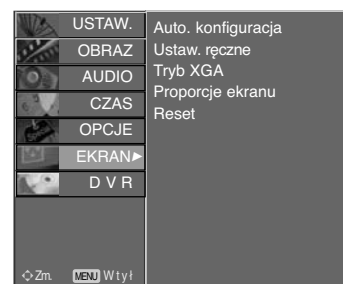 USTAW.
OBRAZ
AUDIO
CZAS
OPCJE
EKRAN
D V R
Zm.
MENU Wtył
Auto. konfiguracja
Ustaw. ręczne
Tryb XGA
Proporcje ekranu
Reset